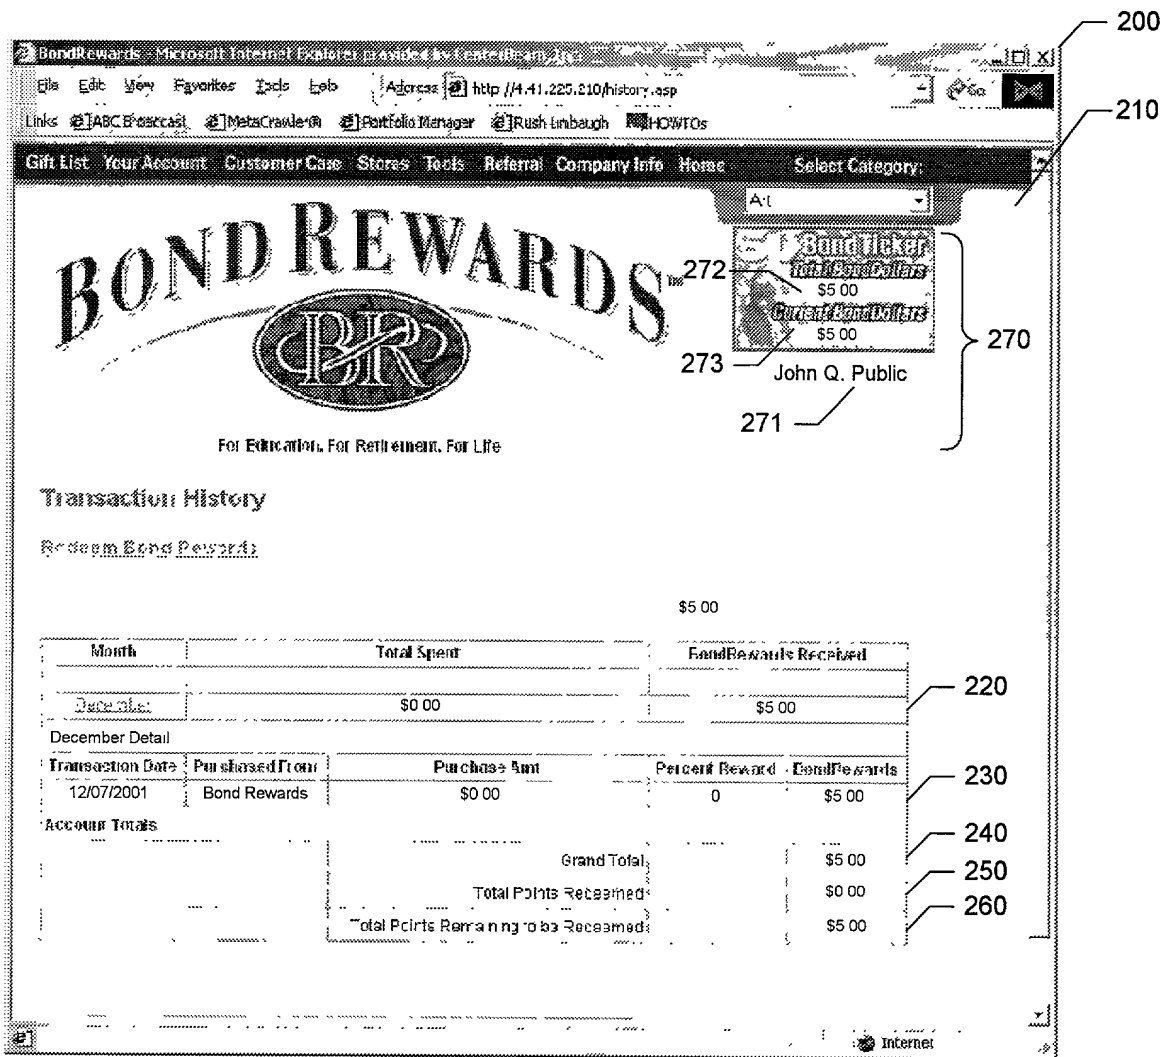 200
BondRewards - Microsoft Internet Explorer provided by
File Edit View Favorites Tools Help Address http //4.41.225.210/history.asp Go
Links ABC Broadcast MetaCrawler® Portfolio Manager Rush Limbaugh HOWTOs
210
Gift List Your Account Customer Care Stores Tools Referral Company Info Home Select Category:
Art
BOND REWARDS
BR
For Education. For Retirement. For Life
BondTicker
Total Bond Dollars
272
$5 00
Current Bond Dollars
$5 00
273
270
John Q. Public
271
Transaction History
Redeem Bond Rewards
$5 00
Month Total Spent BondRewards Received
December $0 00 $5 00
220
December Detail
Transaction Date Purchased From Purchase Amt Percent Reward BondRewards
12/07/2001 Bond Rewards $0 00 0 $5 00
230
Account Totals
Grand Total $5 00
240
Total Points Redeemed $0 00
250
Total Points Remaining to be Redeemed $5 00
260
Internet